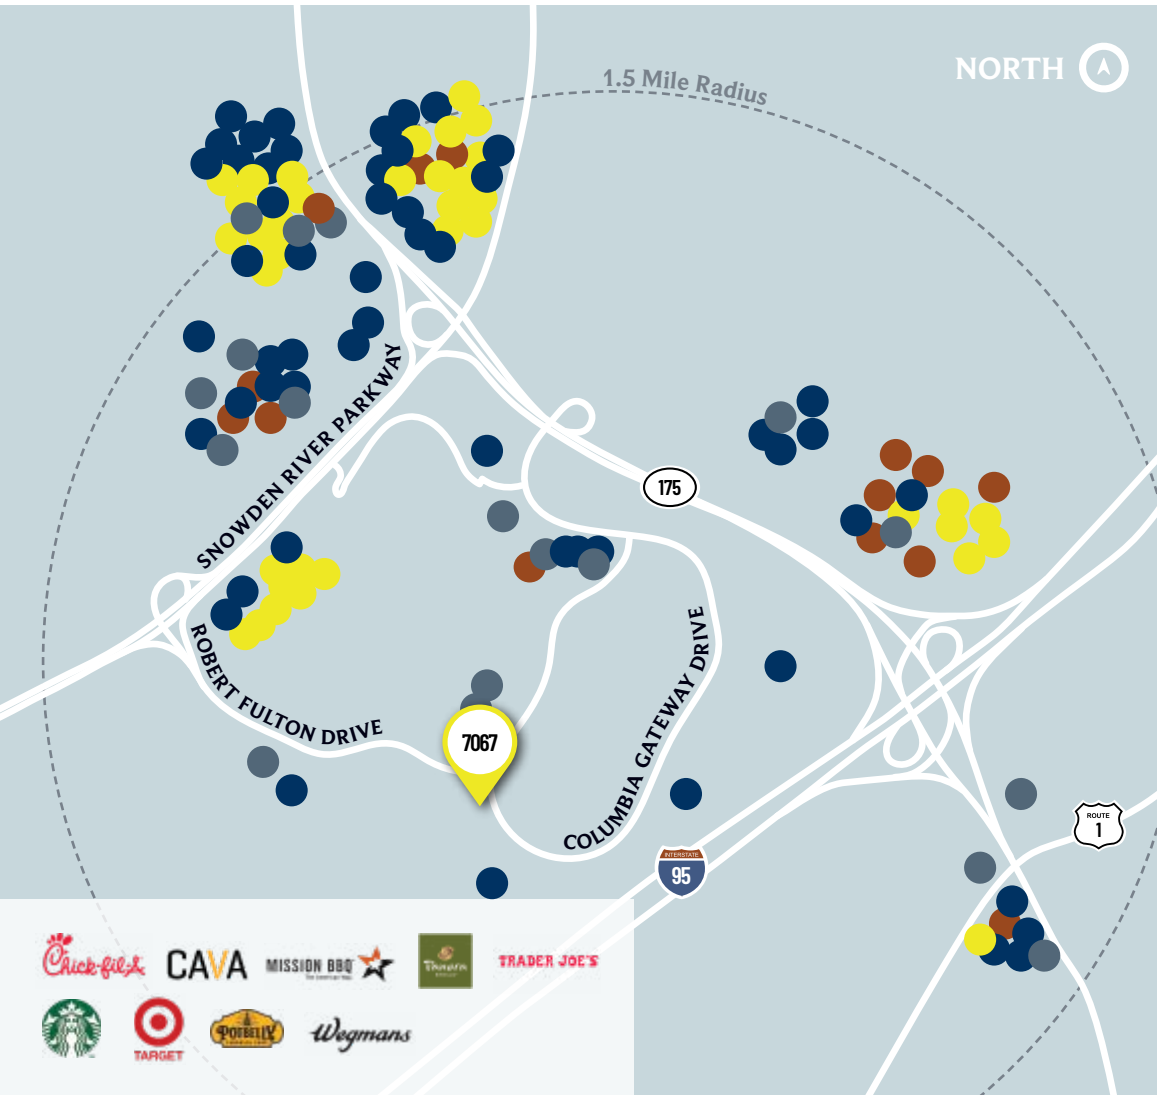 NORTH
1.5 Mile Radius
SNOWDEN RIVER PARKWAY
175
ROBERT FULTON DRIVE
COLUMBIA GATEWAY DRIVE
7067
ROUTE
1
INTERSTATE
95
Chick-fil-A
CAVA
MISSION BBQ
Panera
TRADER JOE'S
TARGET
POTBELLY
Wegmans